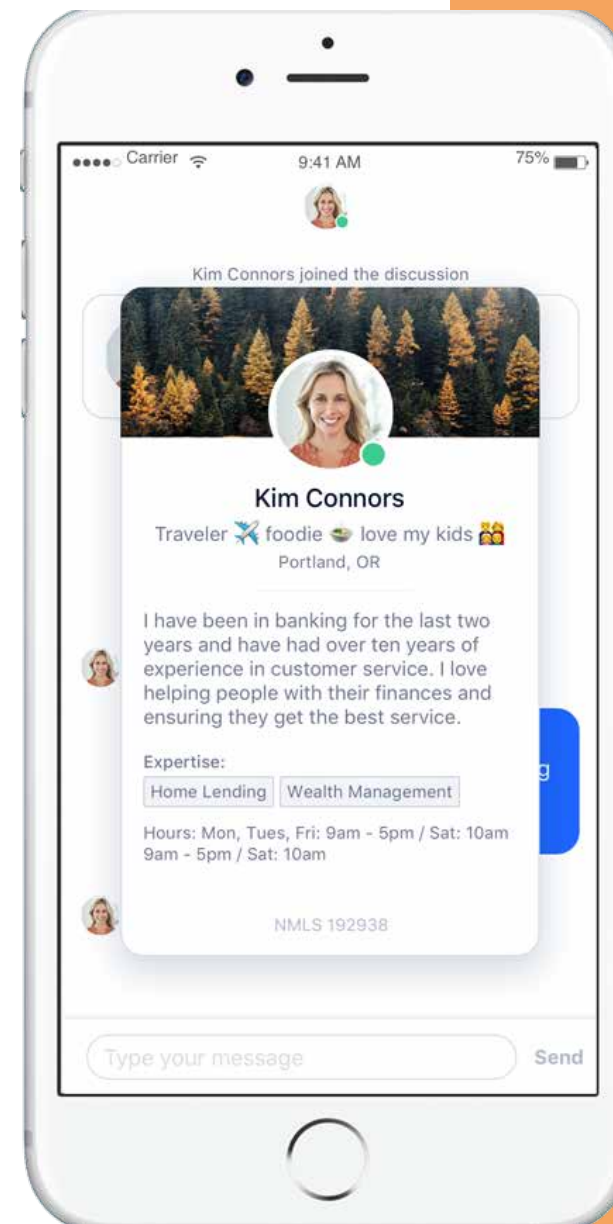 Carrier
9:41 AM
75%
Kim Connors joined the discussion
Kim Connors
Traveler ✈️ foodie 🍲 love my kids 👨‍👩‍👧‍👦
Portland, OR
I have been in banking for the last two
years and have had over ten years of
experience in customer service. I love
helping people with their finances and
ensuring they get the best service.
Expertise:
Home Lending
Wealth Management
Hours: Mon, Tues, Fri: 9am - 5pm / Sat: 10am
9am - 5pm / Sat: 10am
NMLS 192938
Type your message
Send